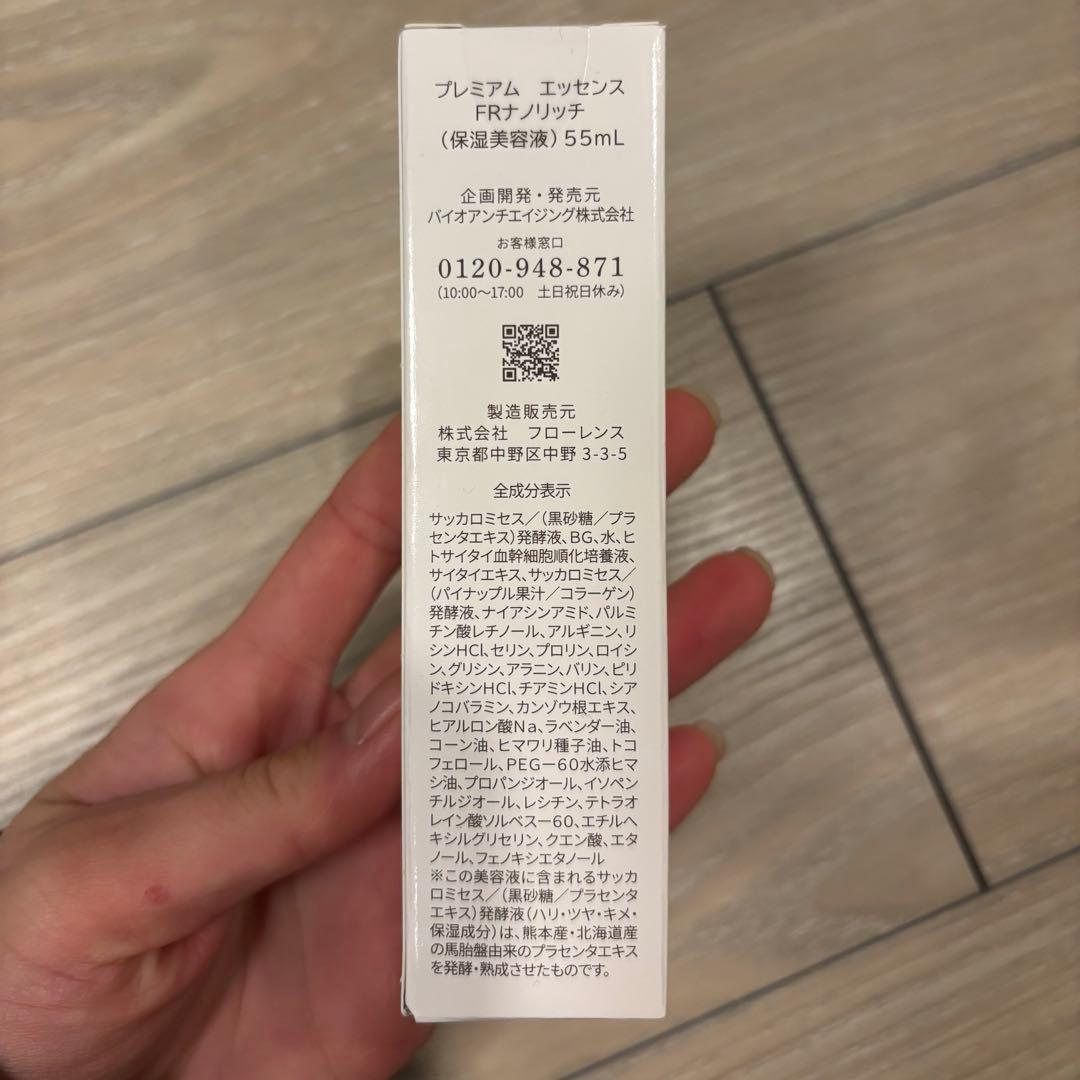 プレミアム　エッセンス
FRナノリッチ
（保湿美容液）55mL
企画開発・発売元
バイオアンチエイジング株式会社
お客様窓口
0120-948-871
（10:00〜17:00　土日祝日休み）
製造販売元
株式会社　フローレンス
東京都中野区中野 3-3-5
全成分表示
サッカロミセス／（黒砂糖／プラ
センタエキス）発酵液、BG、水、ヒ
トサイタイ血幹細胞順化培養液、
サイタイエキス、サッカロミセス／
（パイナップル果汁／コラーゲン）
発酵液、ナイアシンアミド、パルミ
チン酸レチノール、アルギニン、リ
シンHCl、セリン、プロリン、ロイシ
ン、グリシン、アラニン、バリン、ピリ
ドキシンHCl、チアミンHCl、シア
ノコバラミン、カンゾウ根エキス、
ヒアルロン酸Na、ラベンダー油、
コーン油、ヒマワリ種子油、トコ
フェロール、PEGー60水添ヒマ
シ油、プロパンジオール、イソペン
チルジオール、レシチン、テトラオ
レイン酸ソルベスー60、エチルヘ
キシルグリセリン、クエン酸、エタ
ノール、フェノキシエタノール
※この美容液に含まれるサッカ
ロミセス／（黒砂糖／プラセンタ
エキス）発酵液（ハリ・ツヤ・キメ・
保湿成分）は、熊本産・北海道産
の馬胎盤由来のプラセンタエキス
を発酵・熟成させたものです。